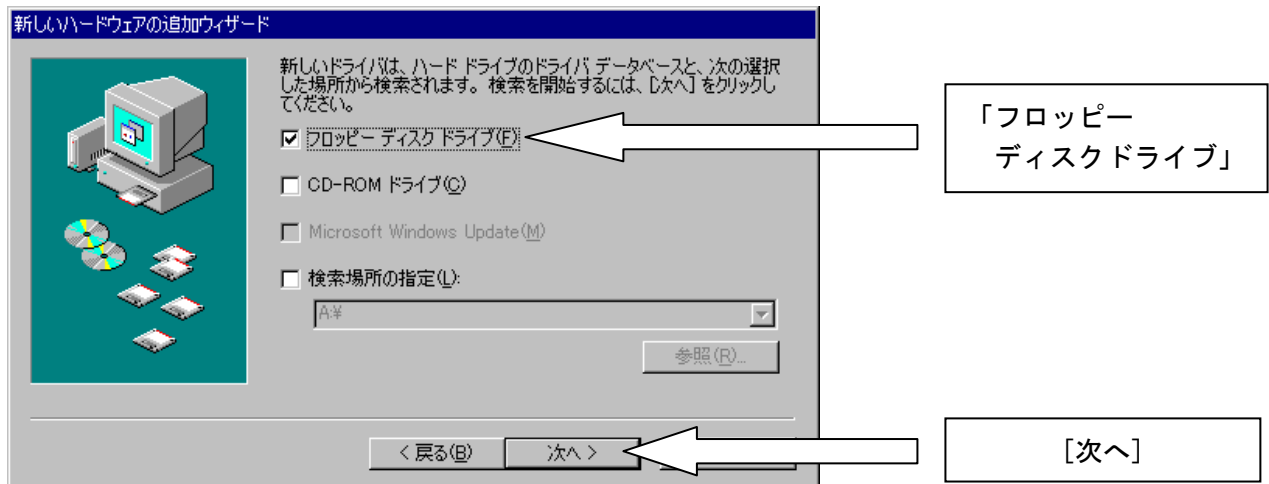 新しいハードウェアの追加ウィザード
新しいドライバは、ハード ドライブのドライバ データベースと、次の選択
した場所から検索されます。検索を開始するには、[次へ] をクリックし
てください。
フロッピー ディスク ドライブ(F)
「フロッピー
ディスクドライブ」
CD-ROM ドライブ(C)
Microsoft Windows Update(M)
検索場所の指定(L):
A:¥
参照(R)...
< 戻る(B)
次へ >
[次へ]